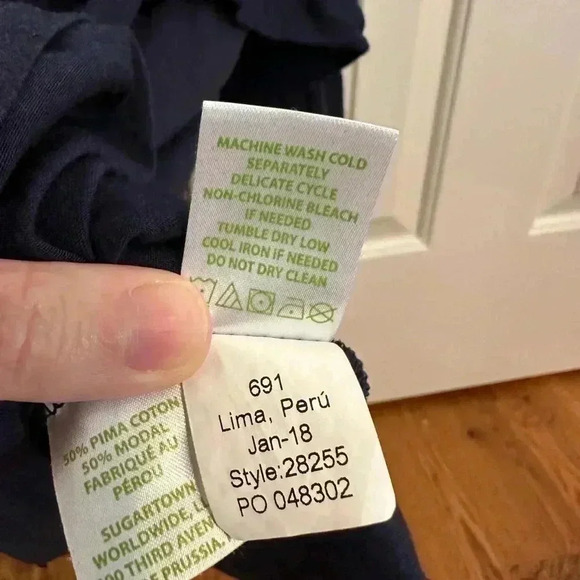 MACHINE WASH COLD
SEPARATELY
DELICATE CYCLE
NON-CHLORINE BLEACH
IF NEEDED
TUMBLE DRY LOW
COOL IRON IF NEEDED
DO NOT DRY CLEAN
691
Lima, Perú
Jan-18
Style:28255
PO 048302
50% PIMA COTON
50% MODAL
FABRIQUÉ AU
PÉROU
SUGARTOWN
WORLDWIDE,
THIRD
PRUSSIA,